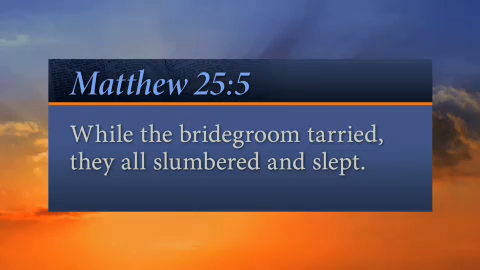 Matthew 25:5
While the bridegroom tarried,
they all slumbered and slept.